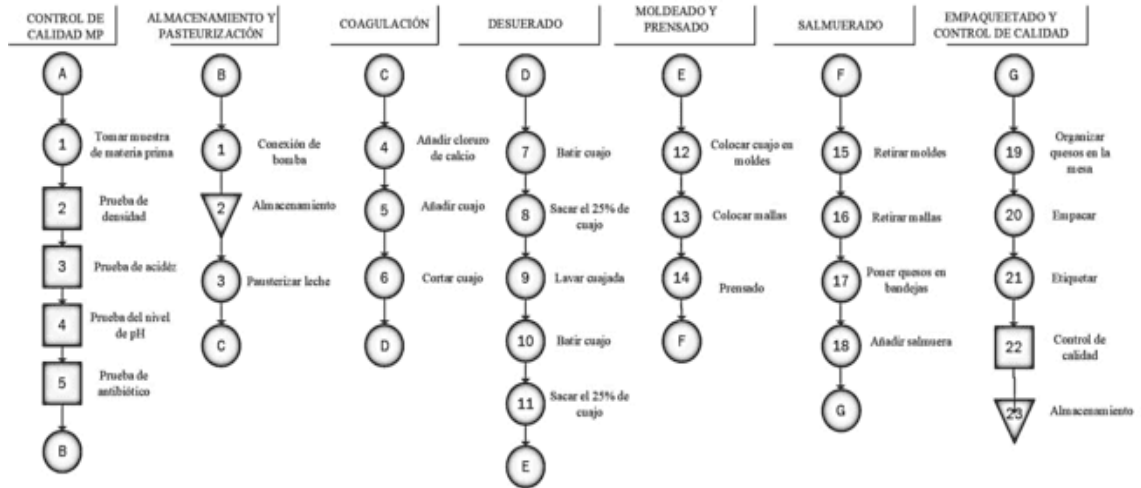 CONTROL DE
CALIDAD MP
A
1
Tomar muestra
de materia prima
2
Prueba de
densidad
3
Prueba de acidéz
4
Prueba del nivel
de pH
5
Prueba de
antibiótico
B
ALMACENAMIENTO Y
PASTEURIZACIÓN
B
1
Conexión de
bomba
2
Almacenamiento
3
Pausterizar leche
C
COAGULACIÓN
C
4
Añadir cloruro
de calcio
5
Añadir cuajo
6
Cortar cuajo
D
DESUERADO
D
7
Batir cuajo
8
Sacar el 25% de
cuajo
9
Lavar cuajada
10
Batir cuajo
11
Sacar el 25% de
cuajo
E
MOLDEADO Y
PRENSADO
E
12
Colocar cuajo en
moldes
13
Colocar mallas
14
Prensado
F
SALMUERADO
F
15
Retirar moldes
16
Retirar mallas
17
Poner quesos en
bandejas
18
Añadir salmuera
G
EMPAQUEETADO Y
CONTROL DE CALIDAD
G
19
Organizar
quesos en la
mesa
20
Empacar
21
Etiquetar
22
Control de
calidad
23
Almacenamiento